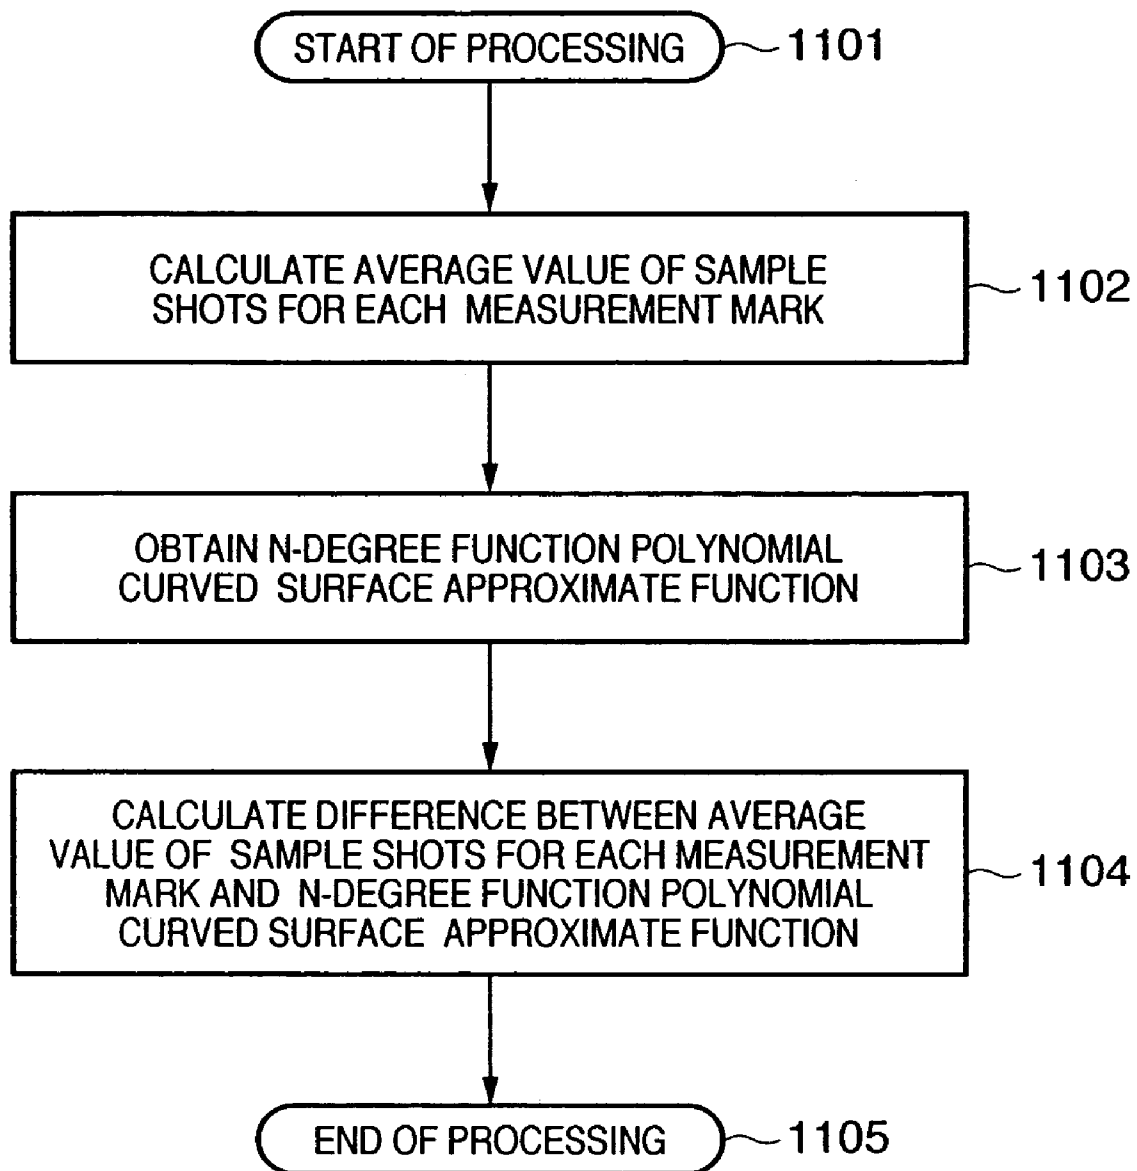 START OF PROCESSING 1101
CALCULATE AVERAGE VALUE OF SAMPLE
SHOTS FOR EACH MEASUREMENT MARK
1102
OBTAIN N-DEGREE FUNCTION POLYNOMIAL
CURVED SURFACE APPROXIMATE FUNCTION
1103
CALCULATE DIFFERENCE BETWEEN AVERAGE
VALUE OF SAMPLE SHOTS FOR EACH MEASUREMENT
MARK AND N-DEGREE FUNCTION POLYNOMIAL
CURVED SURFACE APPROXIMATE FUNCTION
1104
END OF PROCESSING 1105